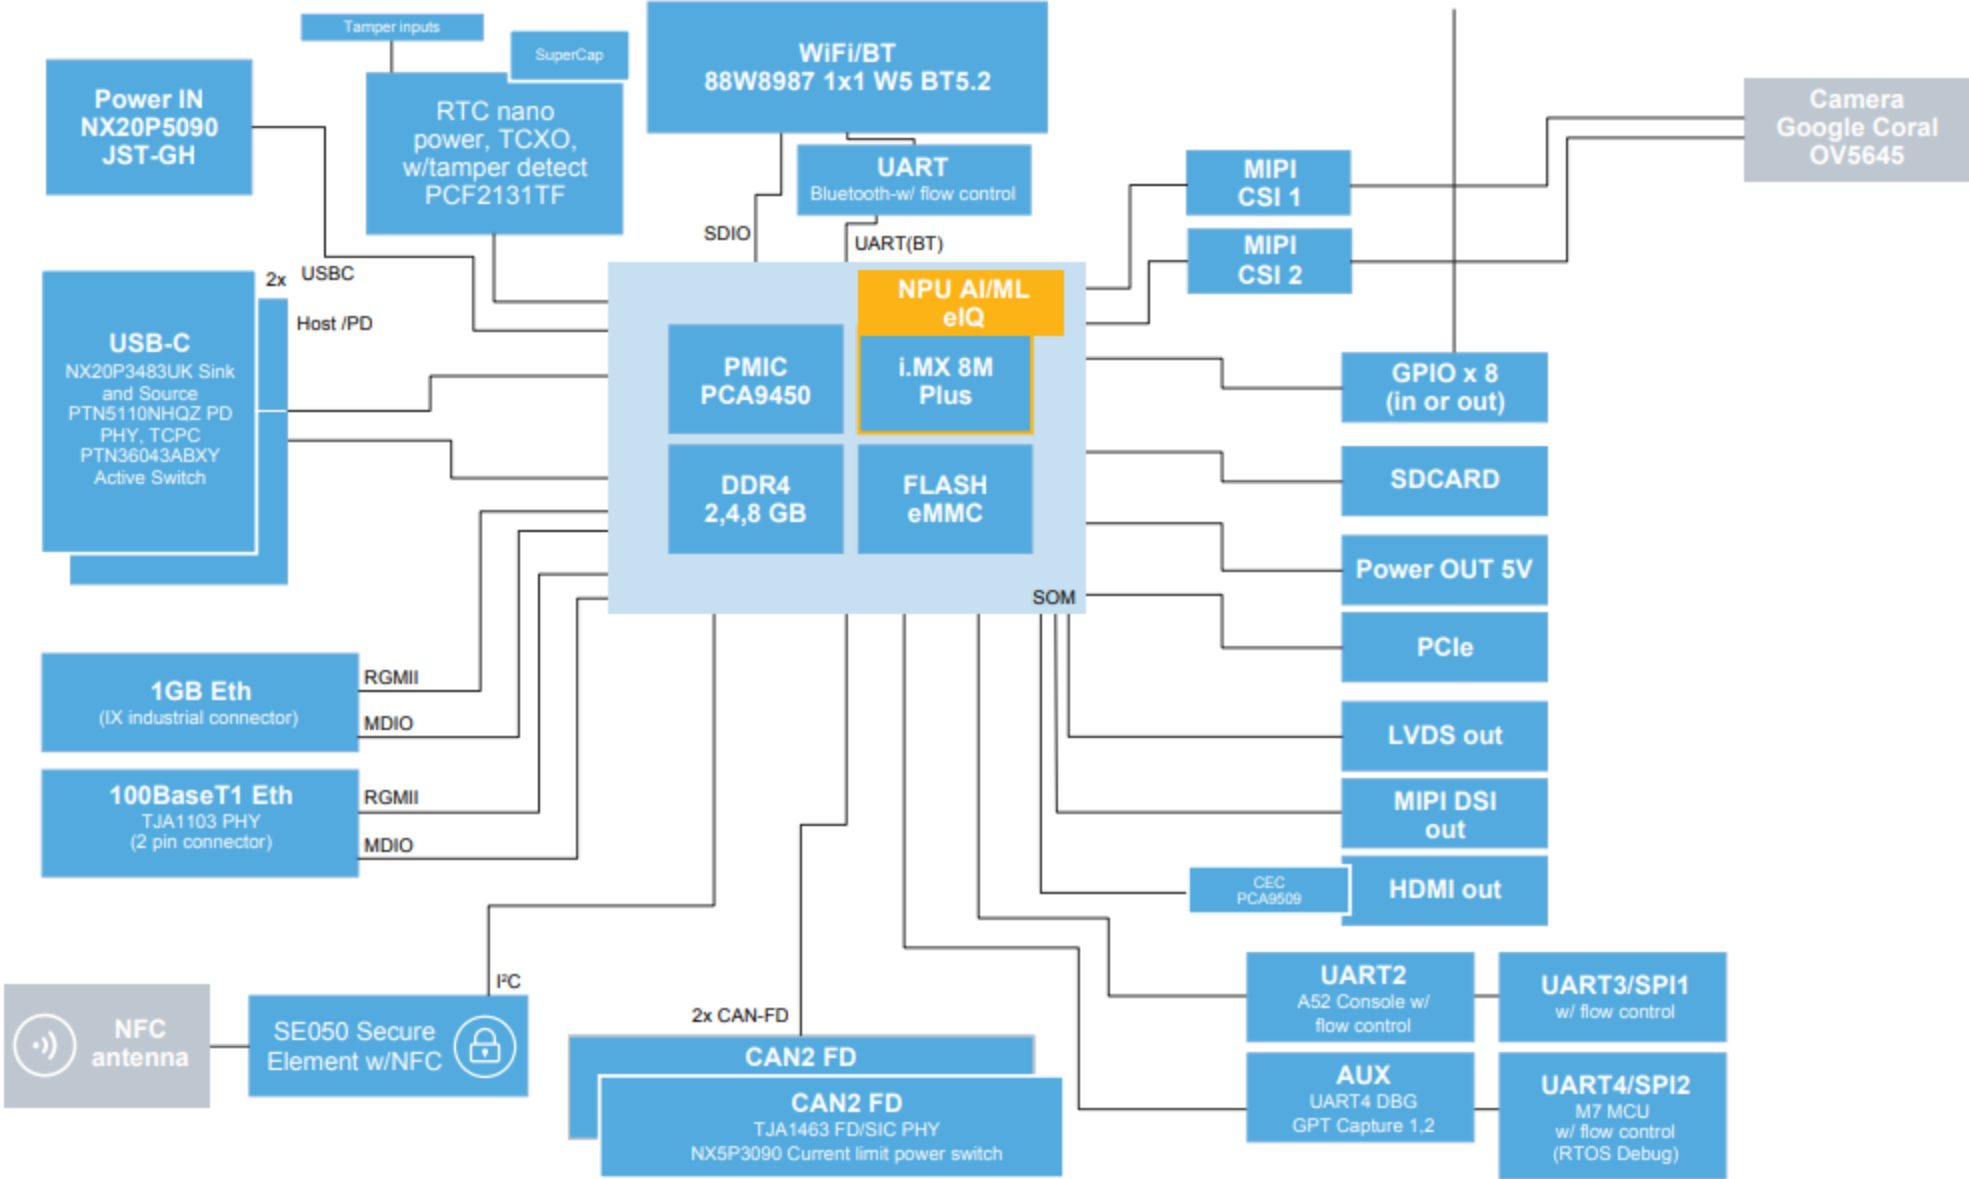 Tamper inputs
SuperCap
WiFi/BT
88W8987 1x1 W5 BT5.2
Power IN
NX20P5090
JST-GH
RTC nano
power, TCXO,
w/tamper detect
PCF2131TF
UART
Bluetooth-w/ flow control
SDIO
UART(BT)
MIPI
CSI 1
MIPI
CSI 2
Camera
Google Coral
OV5645
2x
USBC
Host /PD
USB-C
NX20P3483UK Sink
and Source
PTN5110NHQZ PD
PHY, TCPC
PTN36043ABXY
Active Switch
NPU AI/ML
eIQ
PMIC
PCA9450
i.MX 8M
Plus
DDR4
2,4,8 GB
FLASH
eMMC
SOM
GPIO x 8
(in or out)
SDCARD
Power OUT 5V
PCIe
LVDS out
MIPI DSI
out
CEC
PCA9509
HDMI out
1GB Eth
(IX industrial connector)
RGMII
MDIO
100BaseT1 Eth
TJA1103 PHY
(2 pin connector)
RGMII
MDIO
I²C
NFC
antenna
SE050 Secure
Element w/NFC
2x CAN-FD
CAN2 FD
CAN2 FD
TJA1463 FD/SIC PHY
NX5P3090 Current limit power switch
UART2
A52 Console w/
flow control
UART3/SPI1
w/ flow control
AUX
UART4 DBG
GPT Capture 1,2
UART4/SPI2
M7 MCU
w/ flow control
(RTOS Debug)